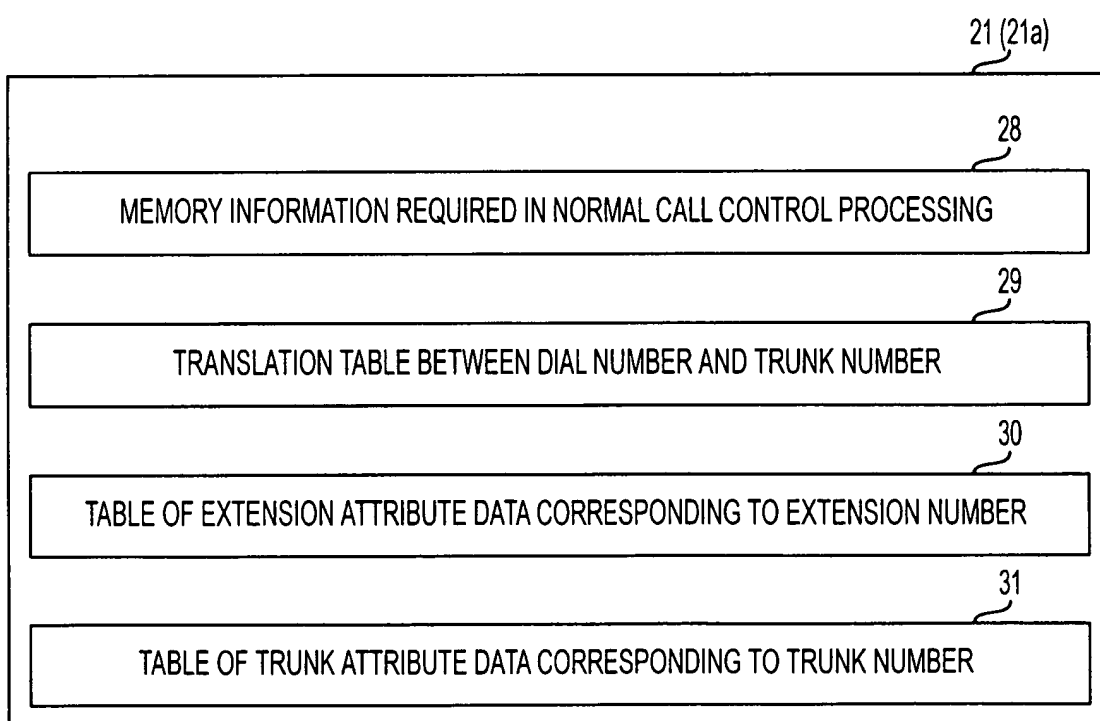 21 (21a)
28
MEMORY INFORMATION REQUIRED IN NORMAL CALL CONTROL PROCESSING
29
TRANSLATION TABLE BETWEEN DIAL NUMBER AND TRUNK NUMBER
30
TABLE OF EXTENSION ATTRIBUTE DATA CORRESPONDING TO EXTENSION NUMBER
31
TABLE OF TRUNK ATTRIBUTE DATA CORRESPONDING TO TRUNK NUMBER